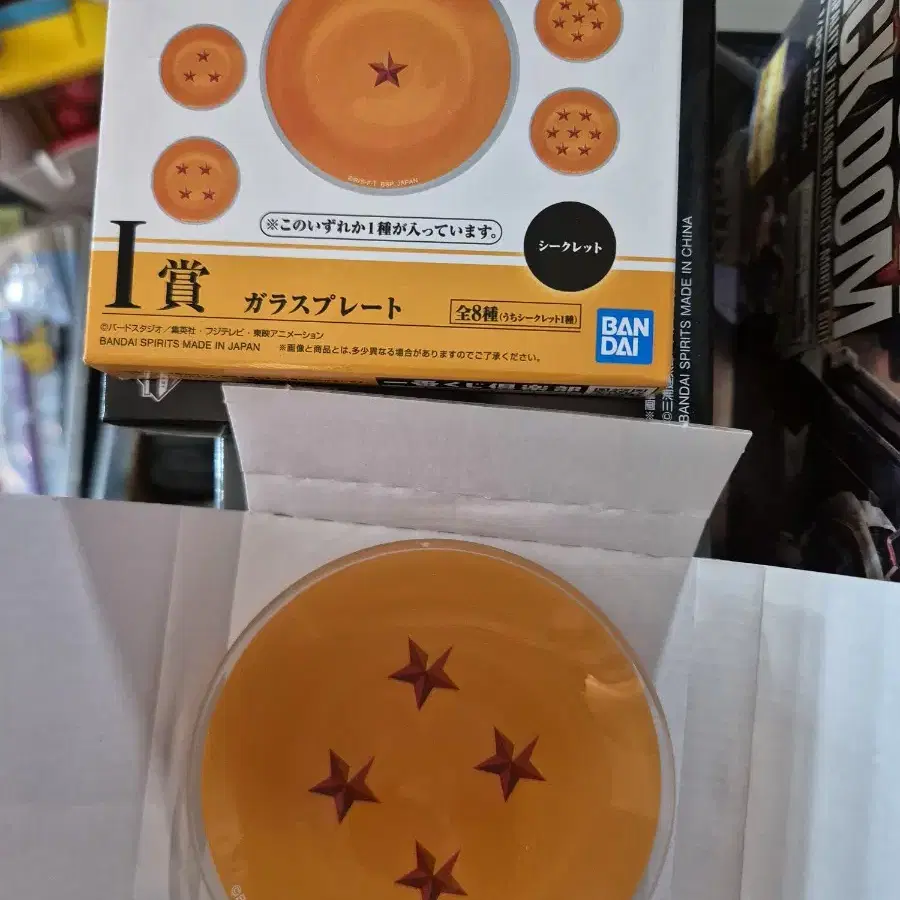 ©B/S・F・T B'SP JAPAN
※このいずれか1種が入っています。
シークレット
I賞 ガラスプレート
全8種(うちシークレット1種)
BAN
DAI
©バードスタジオ／集英社・フジテレビ・東映アニメーション
BANDAI SPIRITS MADE IN JAPAN ※画像と商品とは、多少異なる場合がありますのでご了承ください。
BANDAI SPIRITS MADE IN CHINA
CKDOM